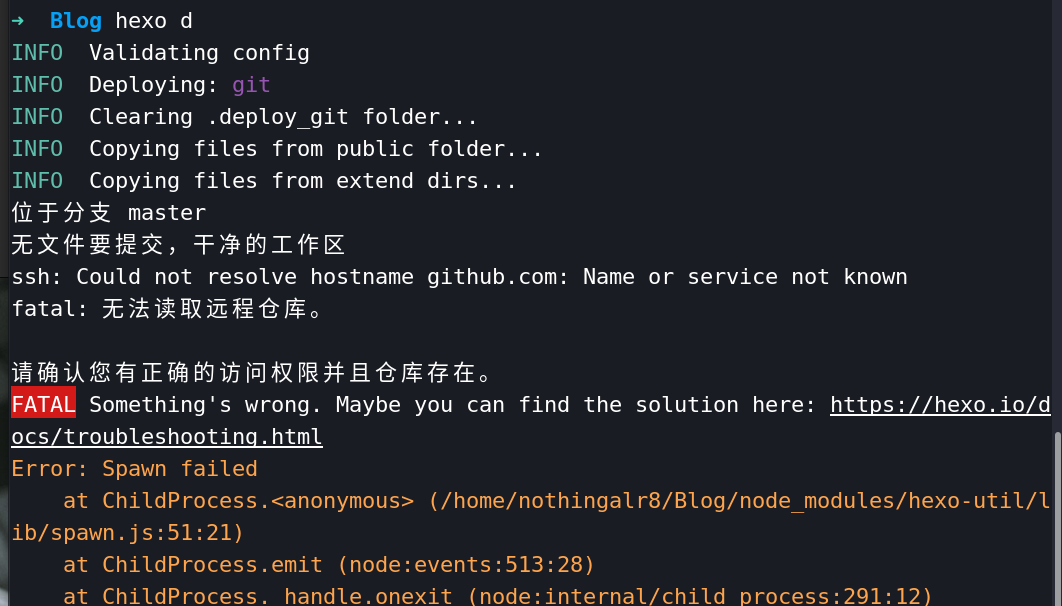 →  Blog hexo d
INFO  Validating config
INFO  Deploying: git
INFO  Clearing .deploy_git folder...
INFO  Copying files from public folder...
INFO  Copying files from extend dirs...
位于分支 master
无文件要提交，干净的工作区
ssh: Could not resolve hostname github.com: Name or service not known
fatal: 无法读取远程仓库。

请确认您有正确的访问权限并且仓库存在。
FATAL Something's wrong. Maybe you can find the solution here: https://hexo.io/d
ocs/troubleshooting.html
Error: Spawn failed
    at ChildProcess.<anonymous> (/home/nothingalr8/Blog/node_modules/hexo-util/l
ib/spawn.js:51:21)
    at ChildProcess.emit (node:events:513:28)
    at ChildProcess._handle.onexit (node:internal/child_process:291:12)